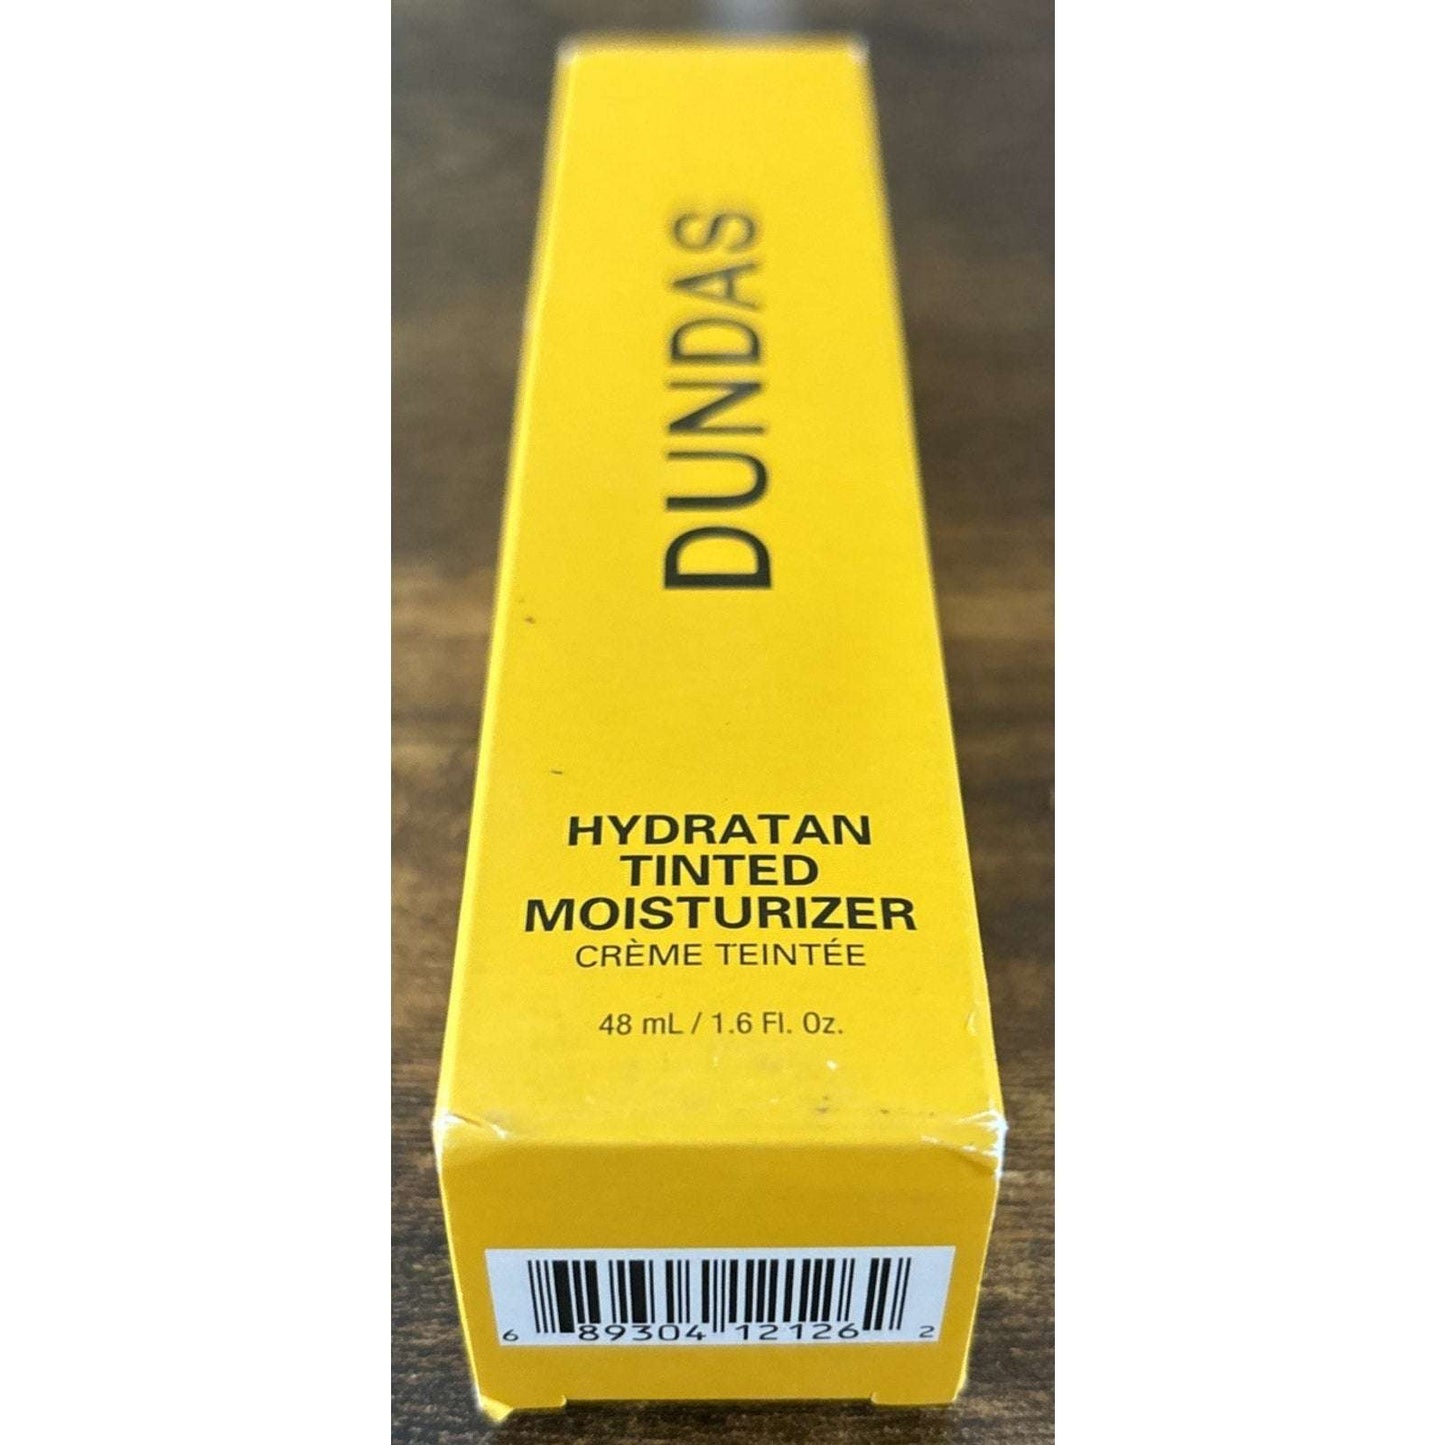 DUNDAS
HYDRATAN
TINTED
MOISTURIZER
CRÈME TEINTÉE
48 mL / 1.6 Fl. Oz.
6 89304 12126 2